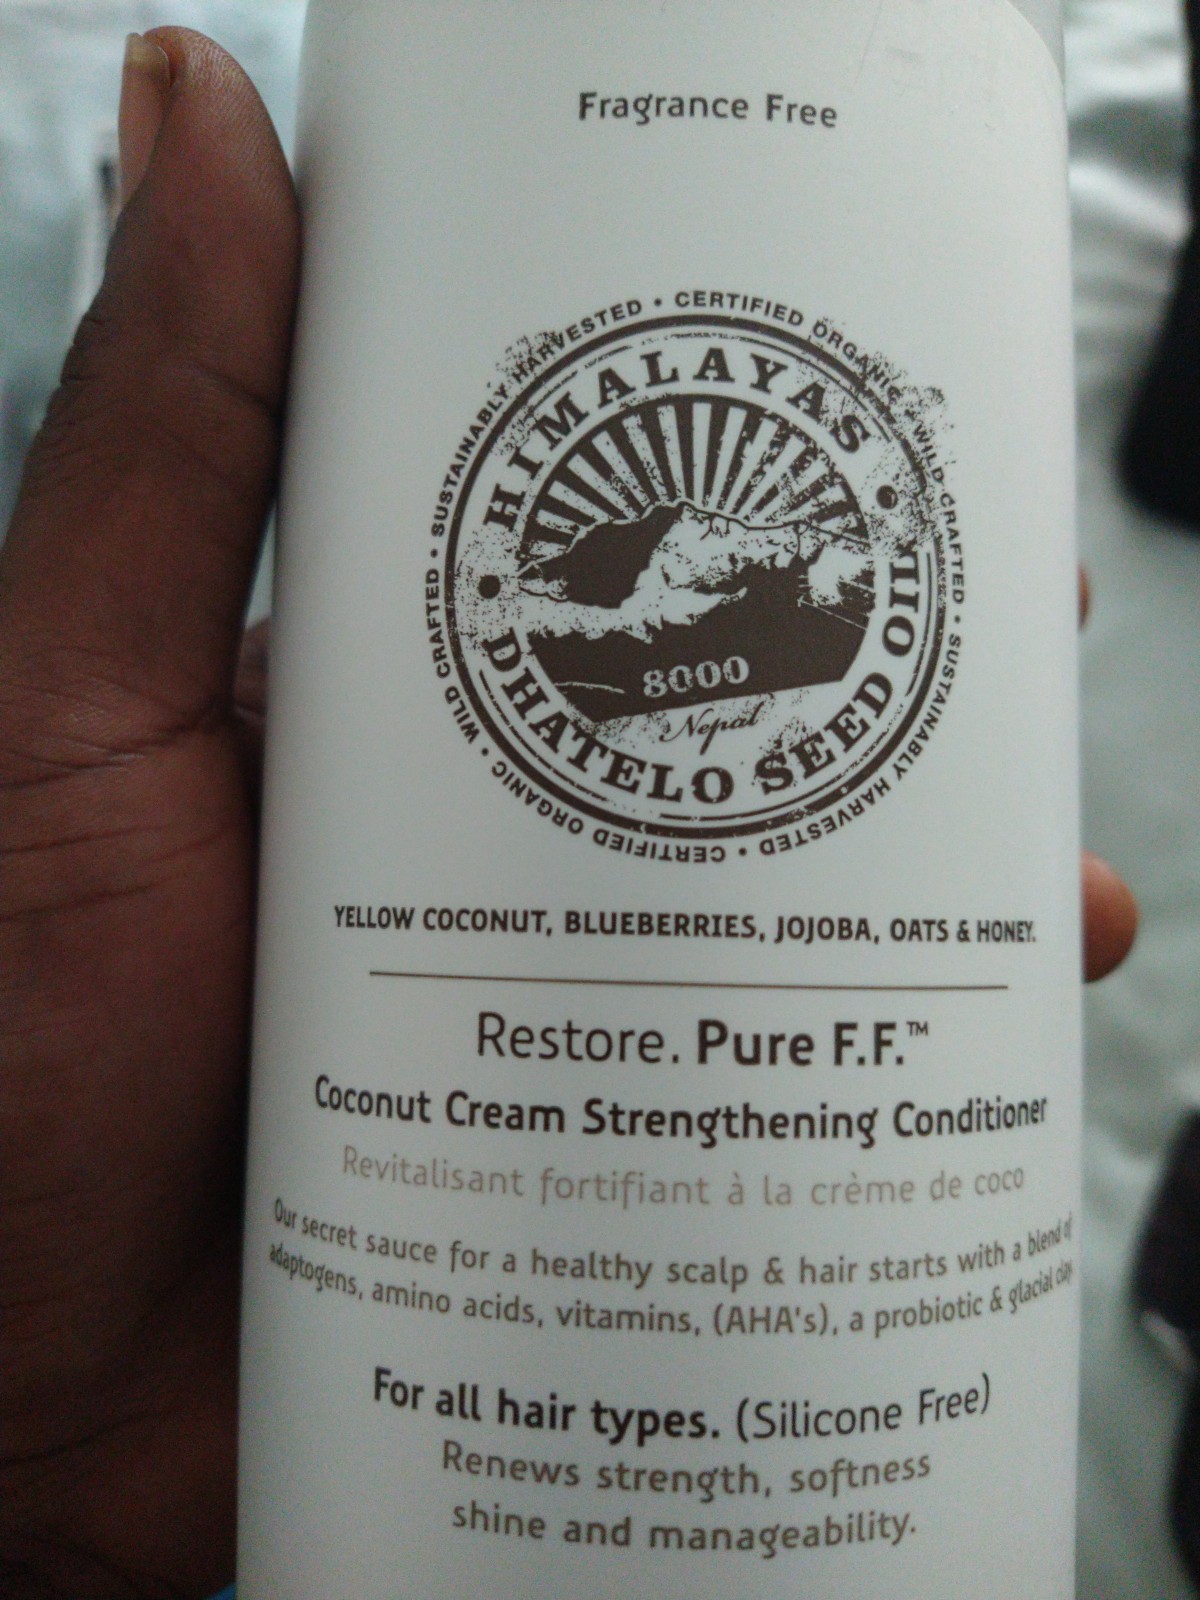 Fragrance Free
SUSTAINABLY HARVESTED • CERTIFIED ORGANIC • WILD CRAFTED • SUSTAINABLY HARVESTED • CERTIFIED ORGANIC • WILD CRAFTED •
HIMALAYAS
8000
Nepal
DHATELO SEED OIL
YELLOW COCONUT, BLUEBERRIES, JOJOBA, OATS & HONEY.
Restore. Pure F.F.™
Coconut Cream Strengthening Conditioner
Revitalisant fortifiant à la crème de coco
Our secret sauce for a healthy scalp & hair starts with a blend of
adaptogens, amino acids, vitamins, (AHA's), a probiotic & glacial clay
For all hair types. (Silicone Free)
Renews strength, softness
shine and manageability.